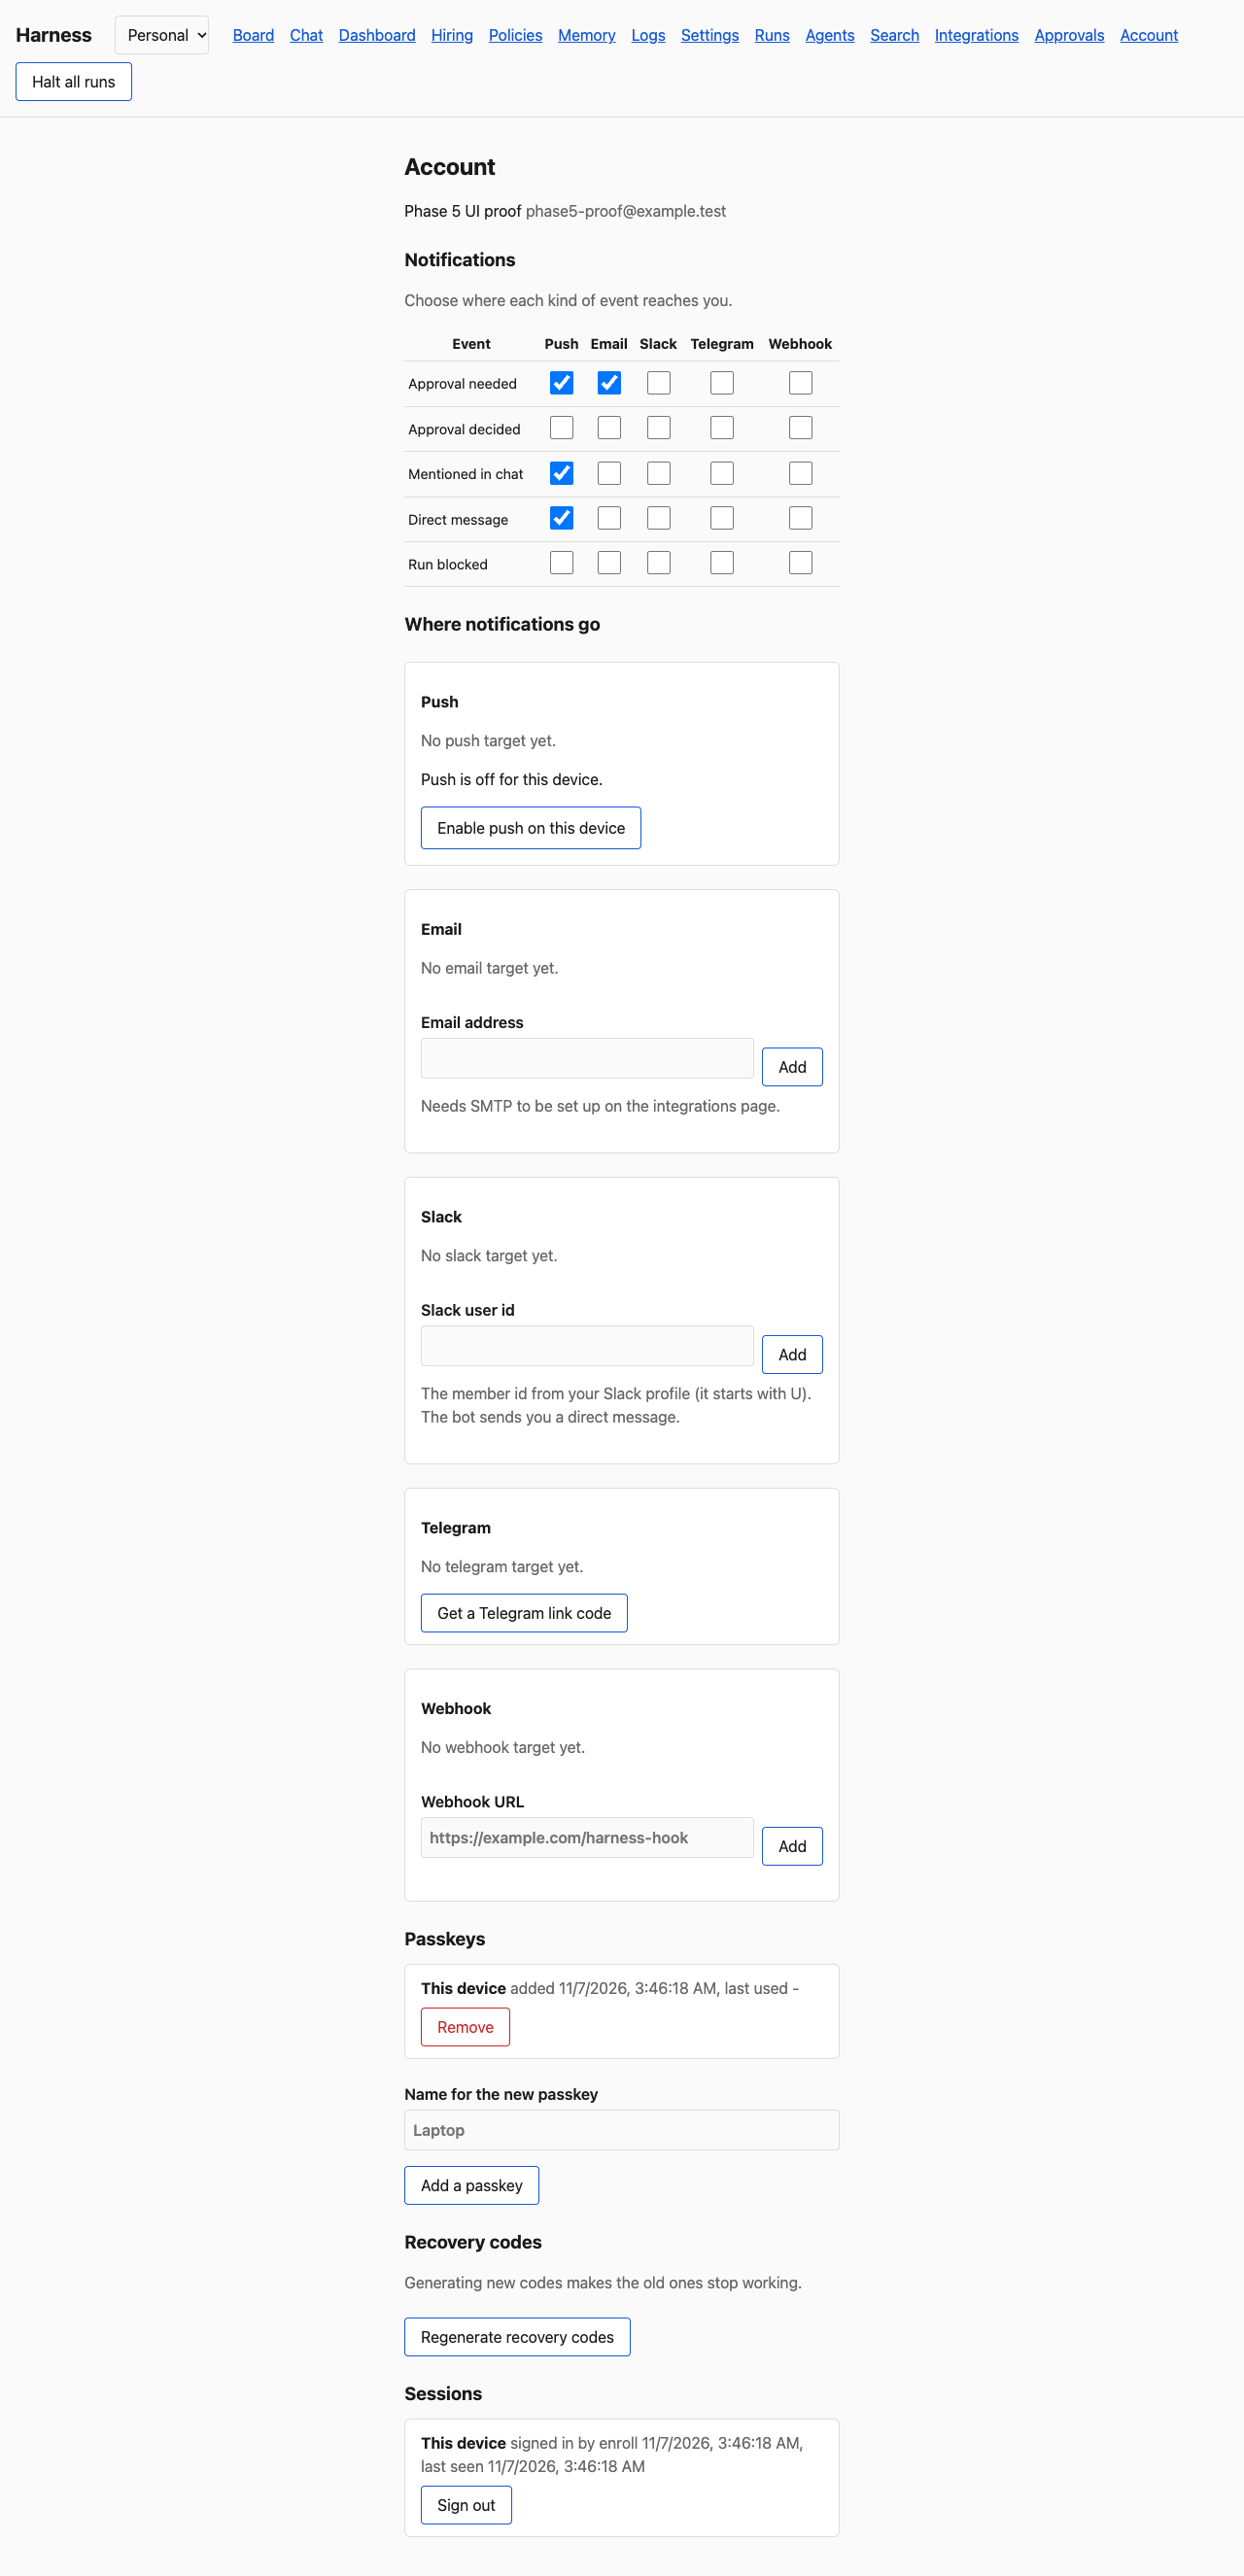 Harness Personal Board Chat Dashboard Hiring Policies Memory Logs Settings Runs Agents Search Integrations Approvals Account
Halt all runs
Account
Phase 5 UI proof phase5-proof@example.test
Notifications
Choose where each kind of event reaches you.
Event Push Email Slack Telegram Webhook
Approval needed
Approval decided
Mentioned in chat
Direct message
Run blocked
Where notifications go
Push
No push target yet.
Push is off for this device.
Enable push on this device
Email
No email target yet.
Email address
Add
Needs SMTP to be set up on the integrations page.
Slack
No slack target yet.
Slack user id
Add
The member id from your Slack profile (it starts with U).
The bot sends you a direct message.
Telegram
No telegram target yet.
Get a Telegram link code
Webhook
No webhook target yet.
Webhook URL
https://example.com/harness-hook
Add
Passkeys
This device added 11/7/2026, 3:46:18 AM, last used -
Remove
Name for the new passkey
Laptop
Add a passkey
Recovery codes
Generating new codes makes the old ones stop working.
Regenerate recovery codes
Sessions
This device signed in by enroll 11/7/2026, 3:46:18 AM,
last seen 11/7/2026, 3:46:18 AM
Sign out